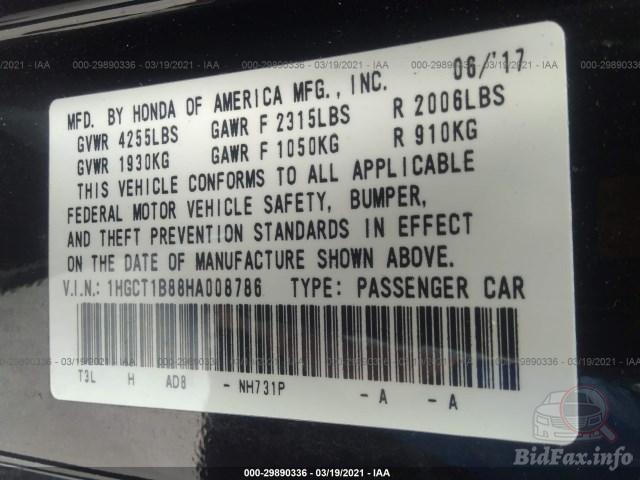 000-29890336 - 03/19/2021 - IAA
000-29890336 - 03/19/2021 - IAA
000-29890336 - 03/19/2021 - IAA
MFD. BY HONDA OF AMERICA MFG., INC. 06/'17
GVWR 4255LBS GAWR F 2315LBS R 2006LBS
GVWR 1930KG GAWR F 1050KG R 910KG
THIS VEHICLE CONFORMS TO ALL APPLICABLE
FEDERAL MOTOR VEHICLE SAFETY, BUMPER,
AND THEFT PREVENTION STANDARDS IN EFFECT
ON THE DATE OF MANUFACTURE SHOWN ABOVE.
V.I.N.: 1HGCT1B88HA008786 TYPE: PASSENGER CAR
000-29890336 - 03/19/2021 - IAA
000-29890336 - 03/19/2021 - IAA
000-29890336 - 03/19/2021 - IAA
T3L H AD8 - NH731P - A - A
BidFax.info
000-29890336 - 03/19/2021 - IAA